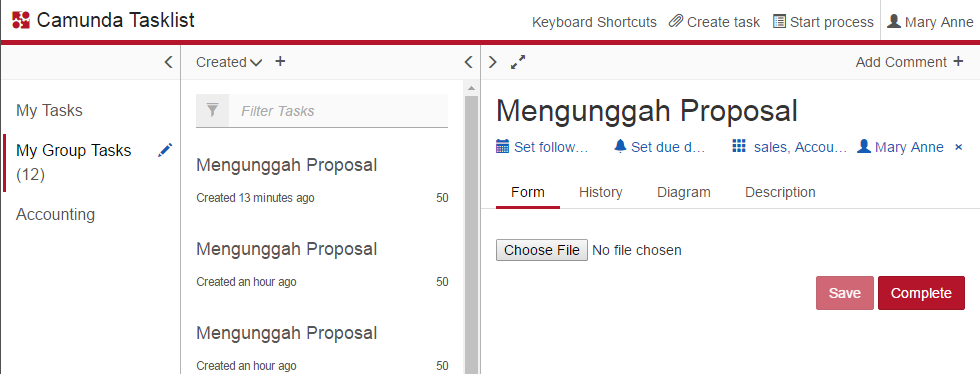 Camunda Tasklist
Keyboard Shortcuts Create task Start process Mary Anne
Created +
Add Comment +
My Tasks
My Group Tasks
(12)
Accounting
Filter Tasks
Mengunggah Proposal
Created 13 minutes ago 50
Mengunggah Proposal
Created an hour ago 50
Mengunggah Proposal
Created an hour ago 50
Mengunggah Proposal
Set follow... Set due d... sales, Accou... Mary Anne ×
Form History Diagram Description
Choose File No file chosen
Save Complete